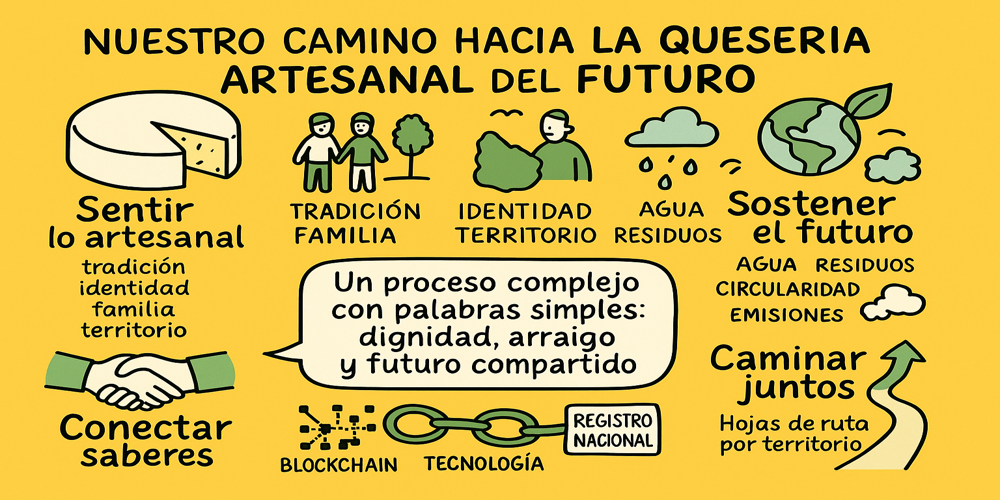 NUESTRO CAMINO HACIA LA QUESERIA
ARTESANAL DEL FUTURO
Sentir
lo artesanal
tradición
identidad
familia
territorio
TRADICIÓN
FAMILIA
IDENTIDAD
TERRITORIO
AGUA
RESIDUOS
Sostener
el futuro
AGUA RESIDUOS
CIRCULARIDAD
EMISIONES
Un proceso complejo
con palabras simples:
dignidad, arraigo
y futuro compartido
Conectar
saberes
BLOCKCHAIN
TECNOLOGÍA
REGISTRO
NACIONAL
Caminar
juntos
Hojas de ruta
por territorio